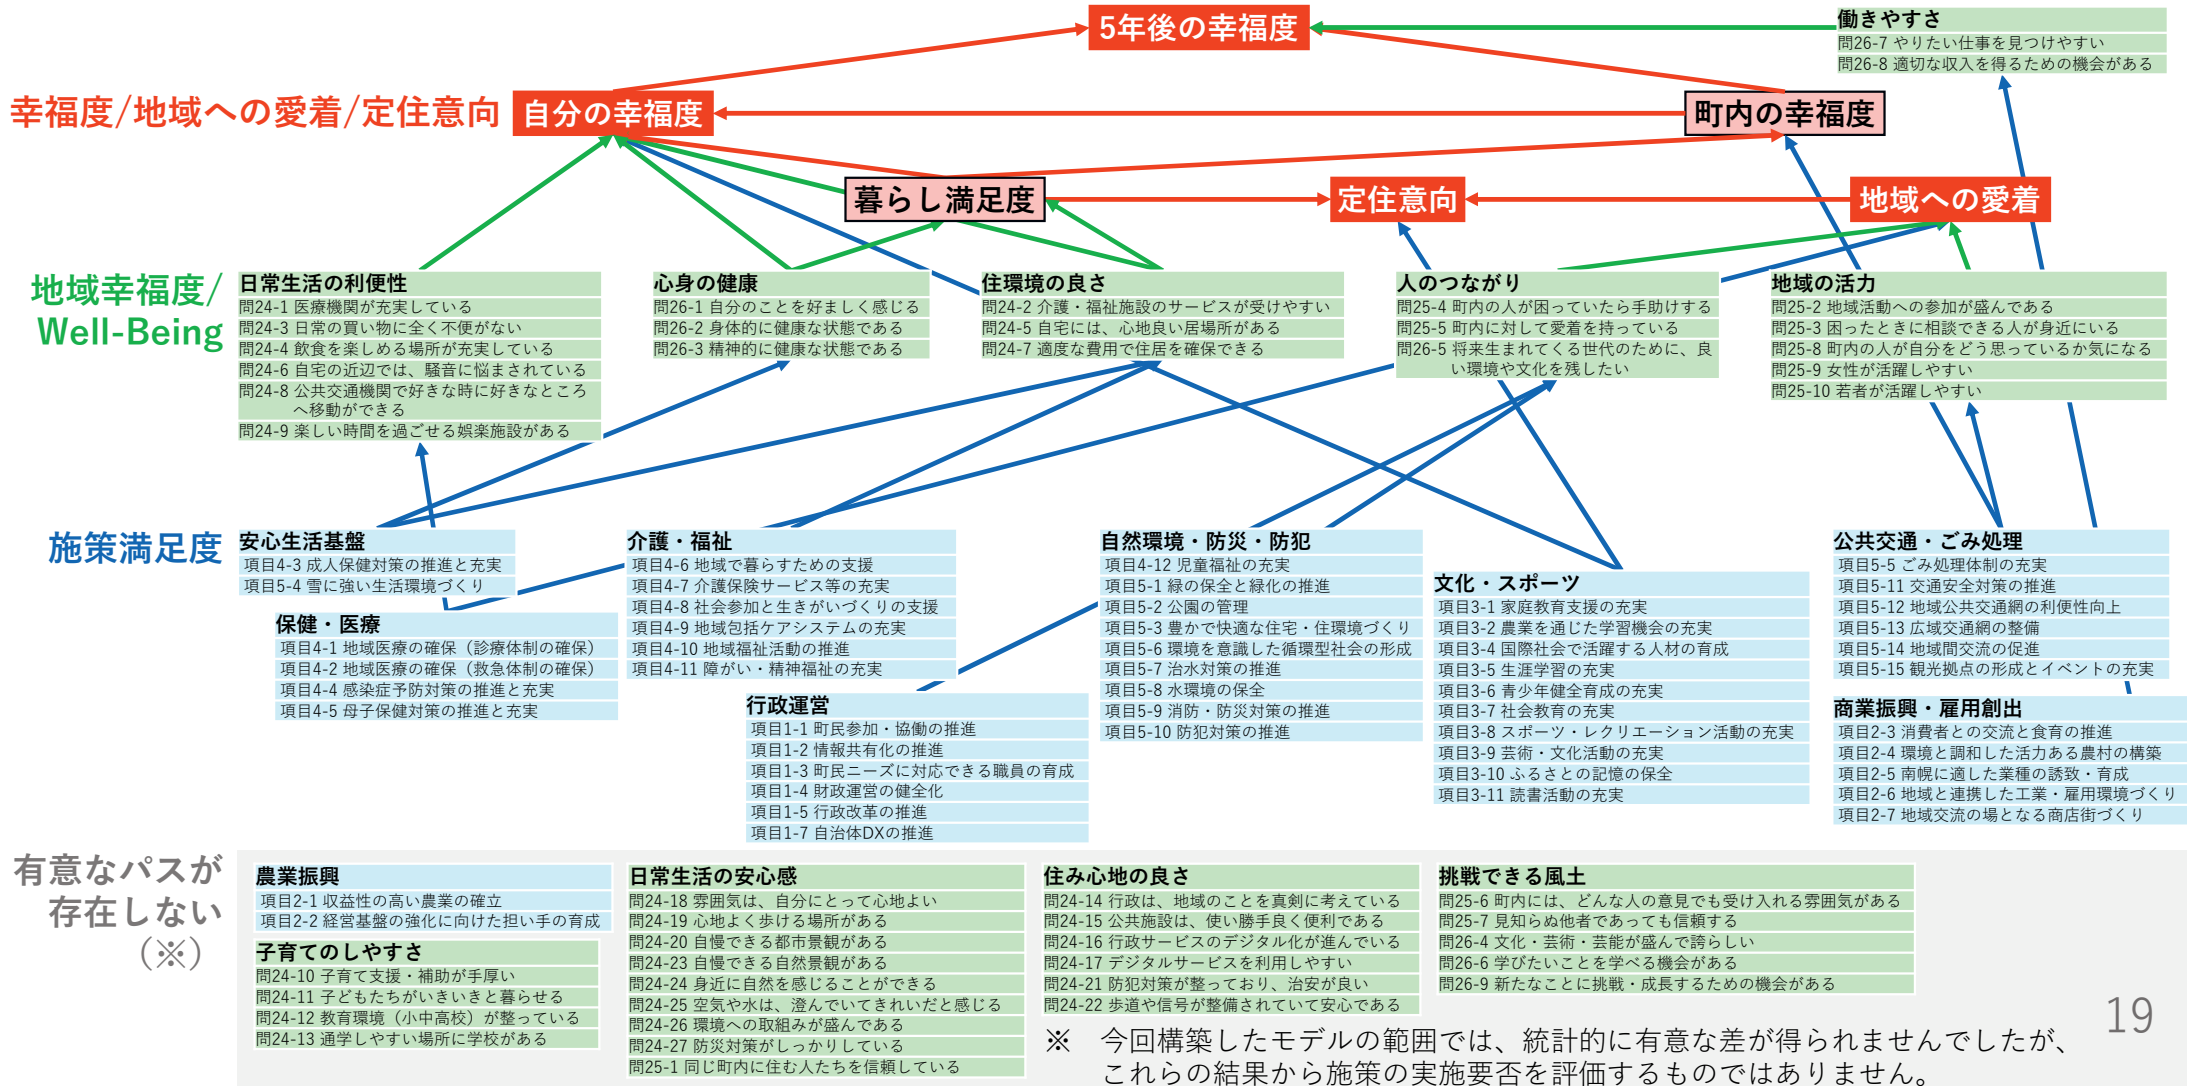 5年後の幸福度
働きやすさ
問26-7 やりたい仕事を見つけやすい
問26-8 適切な収入を得るための機会がある
幸福度/地域への愛着/定住意向
自分の幸福度
町内の幸福度
暮らし満足度
定住意向
地域への愛着
地域幸福度/
Well-Being
日常生活の利便性
問24-1 医療機関が充実している
問24-3 日常の買い物に全く不便がない
問24-4 飲食を楽しめる場所が充実している
問24-6 自宅の近辺では、騒音に悩まされている
問24-8 公共交通機関で好きな時に好きなところ
へ移動ができる
問24-9 楽しい時間を過ごせる娯楽施設がある
心身の健康
問26-1 自分のことを好ましく感じる
問26-2 身体的に健康な状態である
問26-3 精神的に健康な状態である
住環境の良さ
問24-2 介護・福祉施設のサービスが受けやすい
問24-5 自宅には、心地良い居場所がある
問24-7 適度な費用で住居を確保できる
人のつながり
問25-4 町内の人が困っていたら手助けする
問25-5 町内に対して愛着を持っている
問26-5 将来生まれてくる世代のために、良
い環境や文化を残したい
地域の活力
問25-2 地域活動への参加が盛んである
問25-3 困ったときに相談できる人が身近にいる
問25-8 町内の人が自分をどう思っているか気になる
問25-9 女性が活躍しやすい
問25-10 若者が活躍しやすい
施策満足度
安心生活基盤
項目4-3 成人保健対策の推進と充実
項目5-4 雪に強い生活環境づくり
保健・医療
項目4-1 地域医療の確保（診療体制の確保）
項目4-2 地域医療の確保（救急体制の確保）
項目4-4 感染症予防対策の推進と充実
項目4-5 母子保健対策の推進と充実
介護・福祉
項目4-6 地域で暮らすための支援
項目4-7 介護保険サービス等の充実
項目4-8 社会参加と生きがいづくりの支援
項目4-9 地域包括ケアシステムの充実
項目4-10 地域福祉活動の推進
項目4-11 障がい・精神福祉の充実
行政運営
項目1-1 町民参加・協働の推進
項目1-2 情報共有化の推進
項目1-3 町民ニーズに対応できる職員の育成
項目1-4 財政運営の健全化
項目1-5 行政改革の推進
項目1-7 自治体DXの推進
自然環境・防災・防犯
項目4-12 児童福祉の充実
項目5-1 緑の保全と緑化の推進
項目5-2 公園の管理
項目5-3 豊かで快適な住宅・住環境づくり
項目5-6 環境を意識した循環型社会の形成
項目5-7 治水対策の推進
項目5-8 水環境の保全
項目5-9 消防・防災対策の推進
項目5-10 防犯対策の推進
文化・スポーツ
項目3-1 家庭教育支援の充実
項目3-2 農業を通じた学習機会の充実
項目3-4 国際社会で活躍する人材の育成
項目3-5 生涯学習の充実
項目3-6 青少年健全育成の充実
項目3-7 社会教育の充実
項目3-8 スポーツ・レクリエーション活動の充実
項目3-9 芸術・文化活動の充実
項目3-10 ふるさとの記憶の保全
項目3-11 読書活動の充実
公共交通・ごみ処理
項目5-5 ごみ処理体制の充実
項目5-11 交通安全対策の推進
項目5-12 地域公共交通網の利便性向上
項目5-13 広域交通網の整備
項目5-14 地域間交流の促進
項目5-15 観光拠点の形成とイベントの充実
商業振興・雇用創出
項目2-3 消費者との交流と食育の推進
項目2-4 環境と調和した活力ある農村の構築
項目2-5 南幌に適した業種の誘致・育成
項目2-6 地域と連携した工業・雇用環境づくり
項目2-7 地域交流の場となる商店街づくり
有意なパスが
存在しない
（※）
農業振興
項目2-1 収益性の高い農業の確立
項目2-2 経営基盤の強化に向けた担い手の育成
子育てのしやすさ
問24-10 子育て支援・補助が手厚い
問24-11 子どもたちがいきいきと暮らせる
問24-12 教育環境（小中高校）が整っている
問24-13 通学しやすい場所に学校がある
日常生活の安心感
問24-18 雰囲気は、自分にとって心地よい
問24-19 心地よく歩ける場所がある
問24-20 自慢できる都市景観がある
問24-23 自慢できる自然景観がある
問24-24 身近に自然を感じることができる
問24-25 空気や水は、澄んでいてきれいだと感じる
問24-26 環境への取組みが盛んである
問24-27 防災対策がしっかりしている
問25-1 同じ町内に住む人たちを信頼している
住み心地の良さ
問24-14 行政は、地域のことを真剣に考えている
問24-15 公共施設は、使い勝手良く便利である
問24-16 行政サービスのデジタル化が進んでいる
問24-17 デジタルサービスを利用しやすい
問24-21 防犯対策が整っており、治安が良い
問24-22 歩道や信号が整備されていて安心である
挑戦できる風土
問25-6 町内には、どんな人の意見でも受け入れる雰囲気がある
問25-7 見知らぬ他者であっても信頼する
問26-4 文化・芸術・芸能が盛んで誇らしい
問26-6 学びたいことを学べる機会がある
問26-9 新たなことに挑戦・成長するための機会がある
※ 今回構築したモデルの範囲では、統計的に有意な差が得られませんでしたが、
これらの結果から施策の実施要否を評価するものではありません。
19